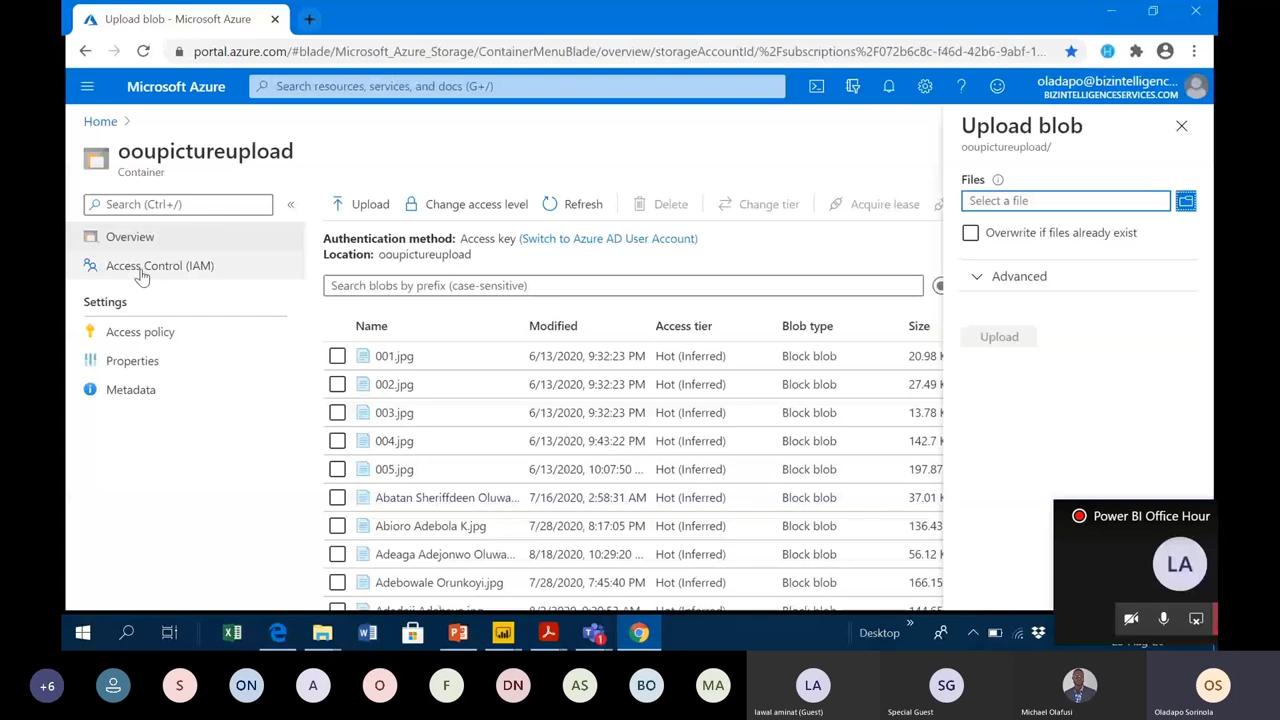 Upload blob - Microsoft Azure
portal.azure.com/#blade/Microsoft_Azure_Storage/ContainerMenuBlade/overview/storageAccountId/%2Fsubscriptions%2F072b6c8c-f46d-42b6-9abf-1...
Microsoft Azure
Search resources, services, and docs (G+/)
oladapo@bizintelligenc...
BIZINTELLIGENCESERVICES.COM
Home
ooupictureupload
Container
Search (Ctrl+/)
Overview
Access Control (IAM)
Settings
Access policy
Properties
Metadata
Upload Change access level Refresh Delete Change tier Acquire lease
Authentication method: Access key (Switch to Azure AD User Account)
Location: ooupictureupload
Search blobs by prefix (case-sensitive)
Name Modified Access tier Blob type Size
001.jpg 6/13/2020, 9:32:23 PM Hot (Inferred) Block blob 20.98 K
002.jpg 6/13/2020, 9:32:23 PM Hot (Inferred) Block blob 27.49 K
003.jpg 6/13/2020, 9:32:23 PM Hot (Inferred) Block blob 13.78 K
004.jpg 6/13/2020, 9:43:22 PM Hot (Inferred) Block blob 142.7 K
005.jpg 6/13/2020, 10:07:50 ... Hot (Inferred) Block blob 197.87
Abatan Sheriffdeen Oluwa... 7/16/2020, 2:58:31 AM Hot (Inferred) Block blob 37.01 K
Abioro Adebola K.jpg 7/28/2020, 8:17:05 PM Hot (Inferred) Block blob 136.43
Adeaga Adejonwo Oluwa... 8/18/2020, 10:29:20 ... Hot (Inferred) Block blob 56.12 K
Adebowale Orunkoyi.jpg 7/28/2020, 7:45:40 PM Hot (Inferred) Block blob 166.15
Upload blob
ooupictureupload/
Files
Select a file
Overwrite if files already exist
Advanced
Upload
Power BI Office Hour
LA
Desktop
+6 S ON A O F DN AS BO MA LA SG OS
lawal aminat (Guest) Special Guest Michael Olafusi Oladapo Sorinola